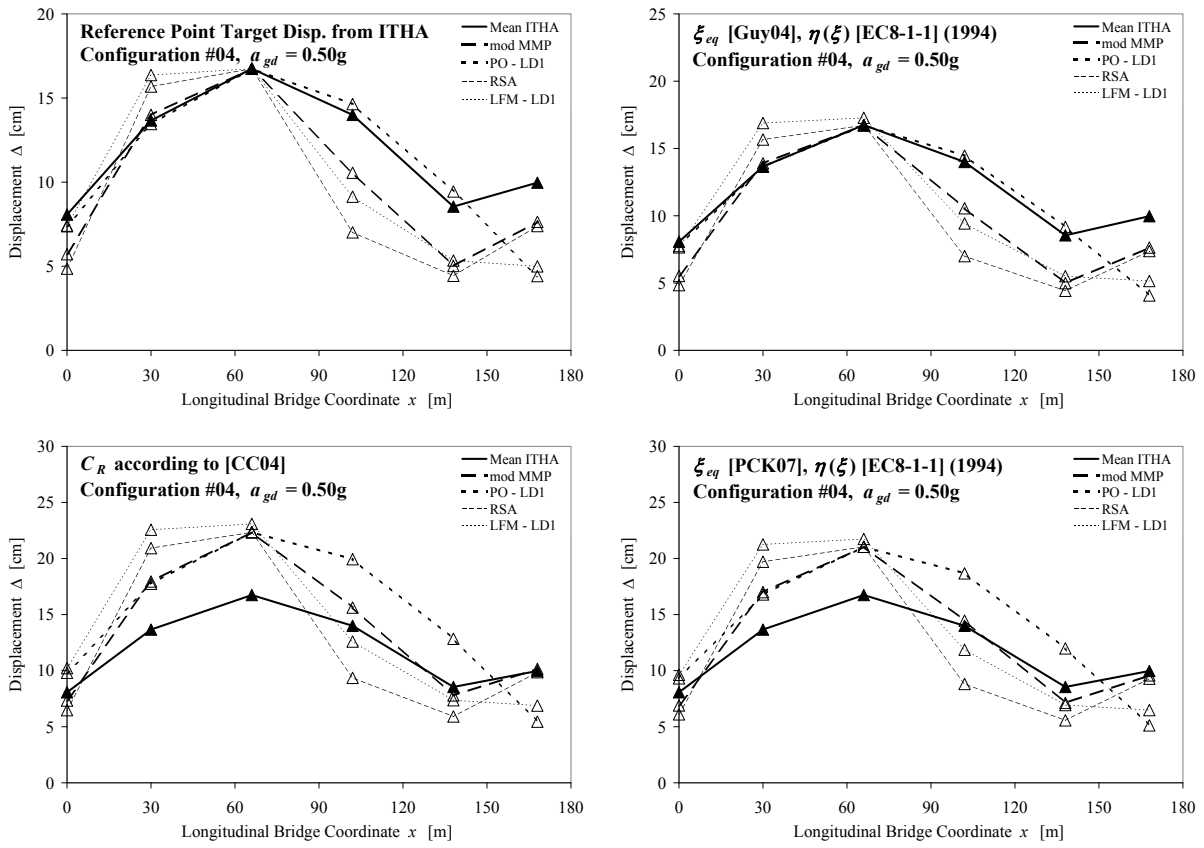 Reference Point Target Disp. from ITHA
Configuration #04, a gd = 0.50g
Mean ITHA
mod MMP
PO - LD1
RSA
LFM - LD1
20
15
10
5
0
Displacement Δ [cm]
0 30 60 90 120 150 180
Longitudinal Bridge Coordinate x [m]
ξ eq [Guy04], η(ξ) [EC8-1-1] (1994)
Configuration #04, a gd = 0.50g
Mean ITHA
mod MMP
PO - LD1
RSA
LFM - LD1
25
20
15
10
5
0
Displacement Δ [cm]
0 30 60 90 120 150 180
Longitudinal Bridge Coordinate x [m]
C R according to [CC04]
Configuration #04, a gd = 0.50g
Mean ITHA
mod MMP
PO - LD1
RSA
LFM - LD1
30
25
20
15
10
5
0
Displacement Δ [cm]
0 30 60 90 120 150 180
Longitudinal Bridge Coordinate x [m]
ξ eq [PCK07], η(ξ) [EC8-1-1] (1994)
Configuration #04, a gd = 0.50g
Mean ITHA
mod MMP
PO - LD1
RSA
LFM - LD1
30
25
20
15
10
5
0
Displacement Δ [cm]
0 30 60 90 120 150 180
Longitudinal Bridge Coordinate x [m]